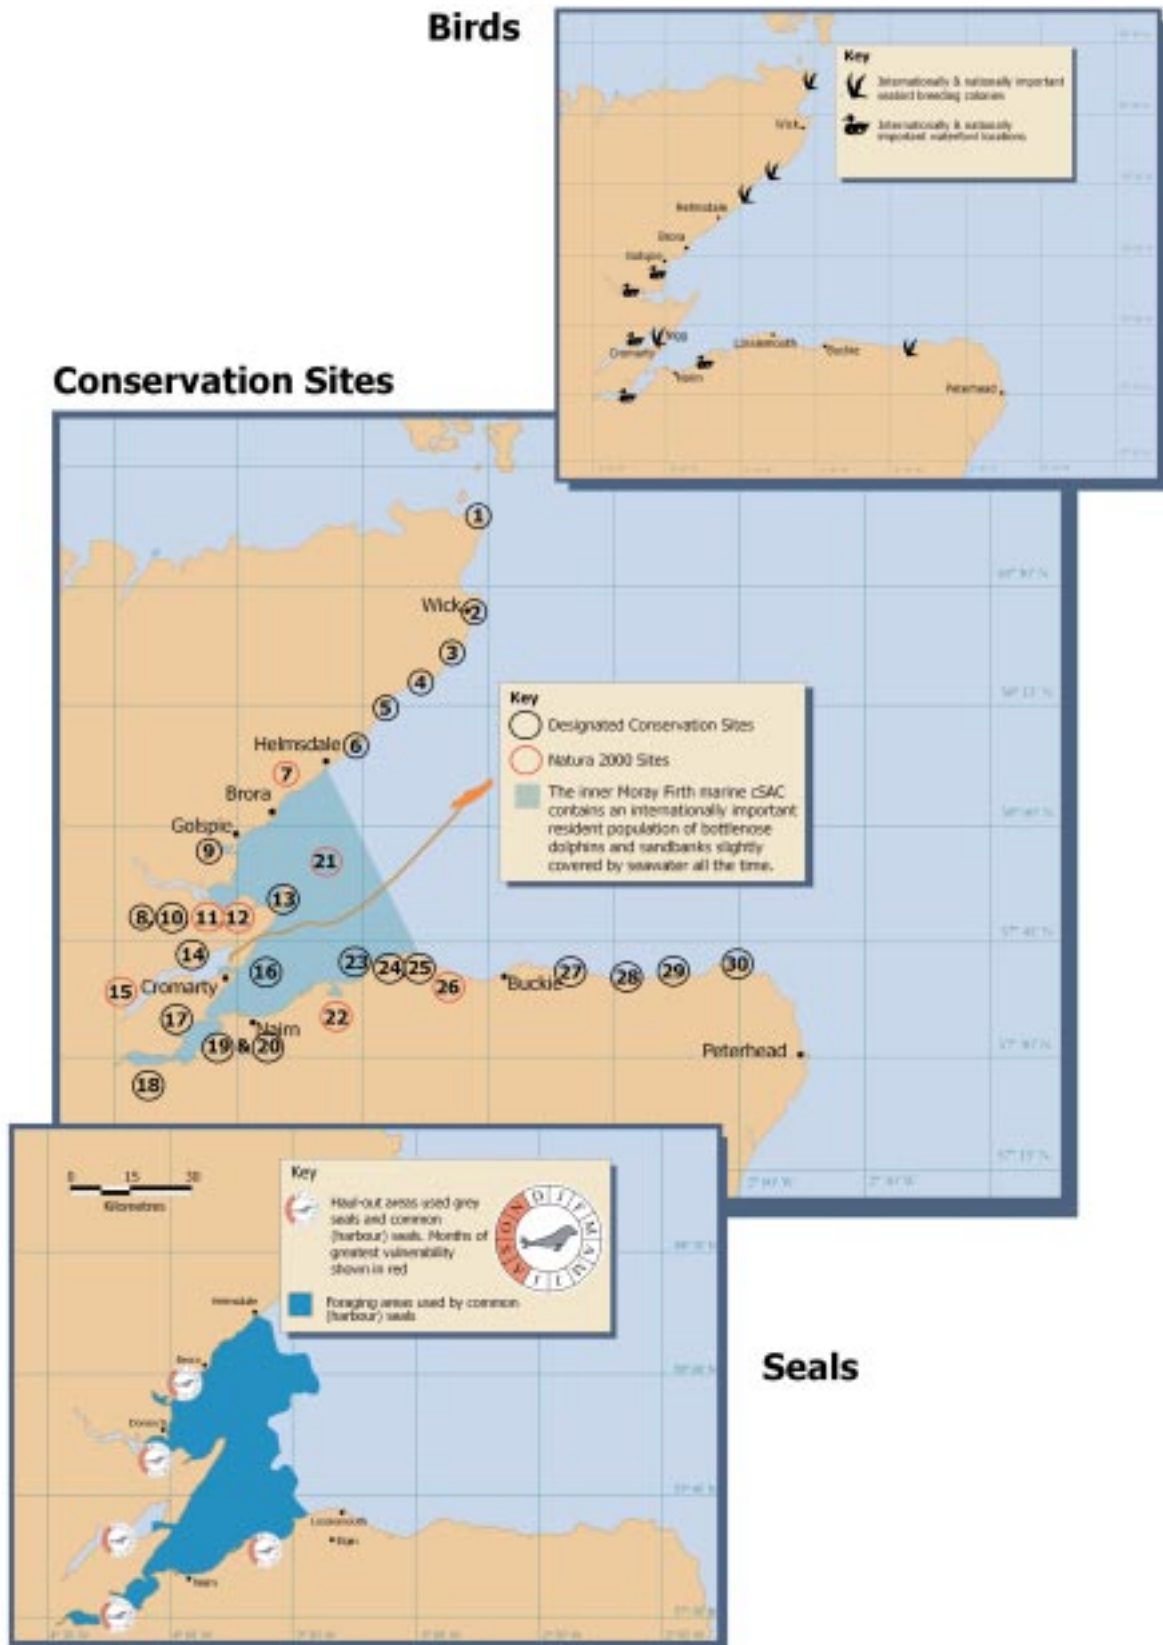 Birds
Key
Internationally & nationally important
seabird breeding colonies
Internationally & nationally
important waterfowl locations
Wick
Helmsdale
Brora
Golspie
Nigg
Cromarty
Lossiemouth
Buckie
Nairn
Peterhead
Conservation Sites
1
Wick
2
3
4
5
Helmsdale
6
7
Brora
Golspie
9
21
13
8, 10 11 12
14
Cromarty
15
16
17
23 24 25
26
Buckie
27 28 29 30
22
Nairn
19 & 20
18
Peterhead
Key
Designated Conservation Sites
Natura 2000 Sites
The inner Moray Firth marine cSAC
contains an internationally important
resident population of bottlenose
dolphins and sandbanks slightly
covered by seawater all the time.
Seals
0 15 30
Kilometres
Key
Haul-out areas used grey
seals and common
(harbour) seals. Months of
greatest vulnerability
shown in red
J F M A M J J A S O N D
Foraging areas used by common
(harbour) seals
Helmsdale
Brora
Dornoch
Lossiemouth
Elgin
Nairn